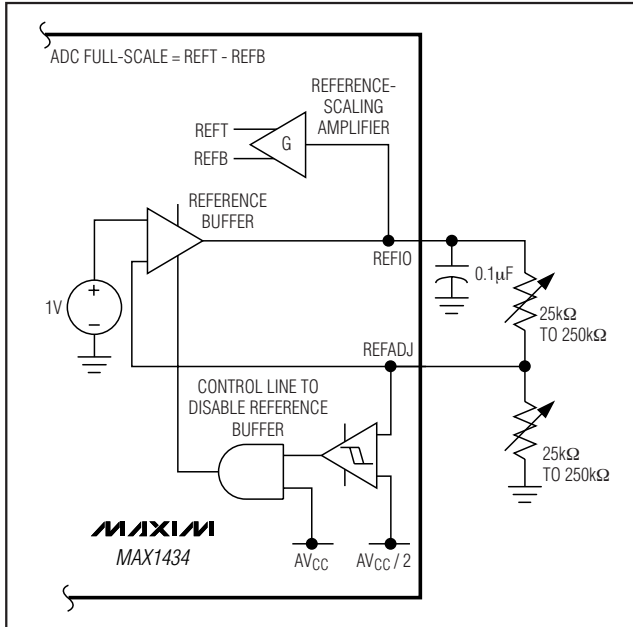 ADC FULL-SCALE = REFT - REFB
REFERENCE-
SCALING
AMPLIFIER
REFT
REFB
G
REFERENCE
BUFFER
REFIO
0.1µF
1V
+
−
25kΩ
TO 250kΩ
REFADJ
CONTROL LINE TO
DISABLE REFERENCE
BUFFER
25kΩ
TO 250kΩ
MAXIM
MAX1434
AVCC
AVCC / 2